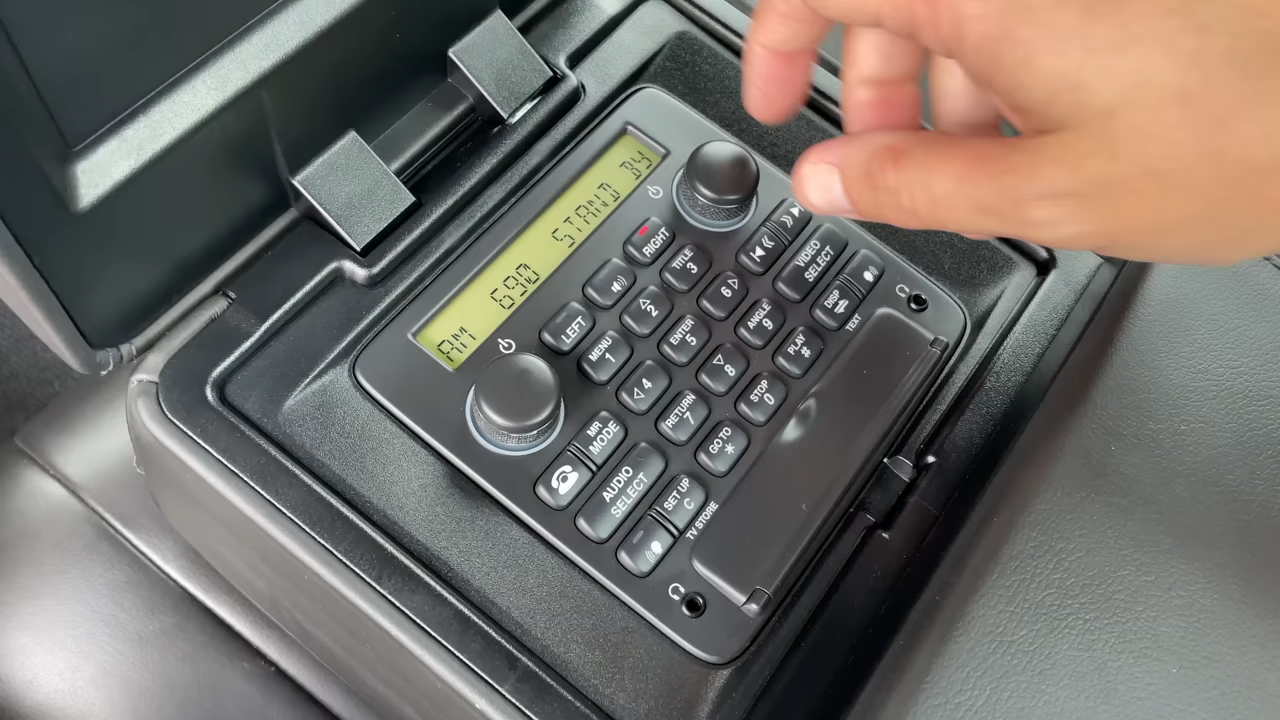 AM 690 STAND BY
LEFT
RIGHT
MENU
1
2
TITLE
3
4
ENTER
5
6
RETURN
7
8
ANGLE
9
GO TO
*
STOP
0
PLAY
#
MR
MODE
AUDIO
SELECT
SET UP
C
TV STORE
VIDEO
SELECT
DISP
TEXT